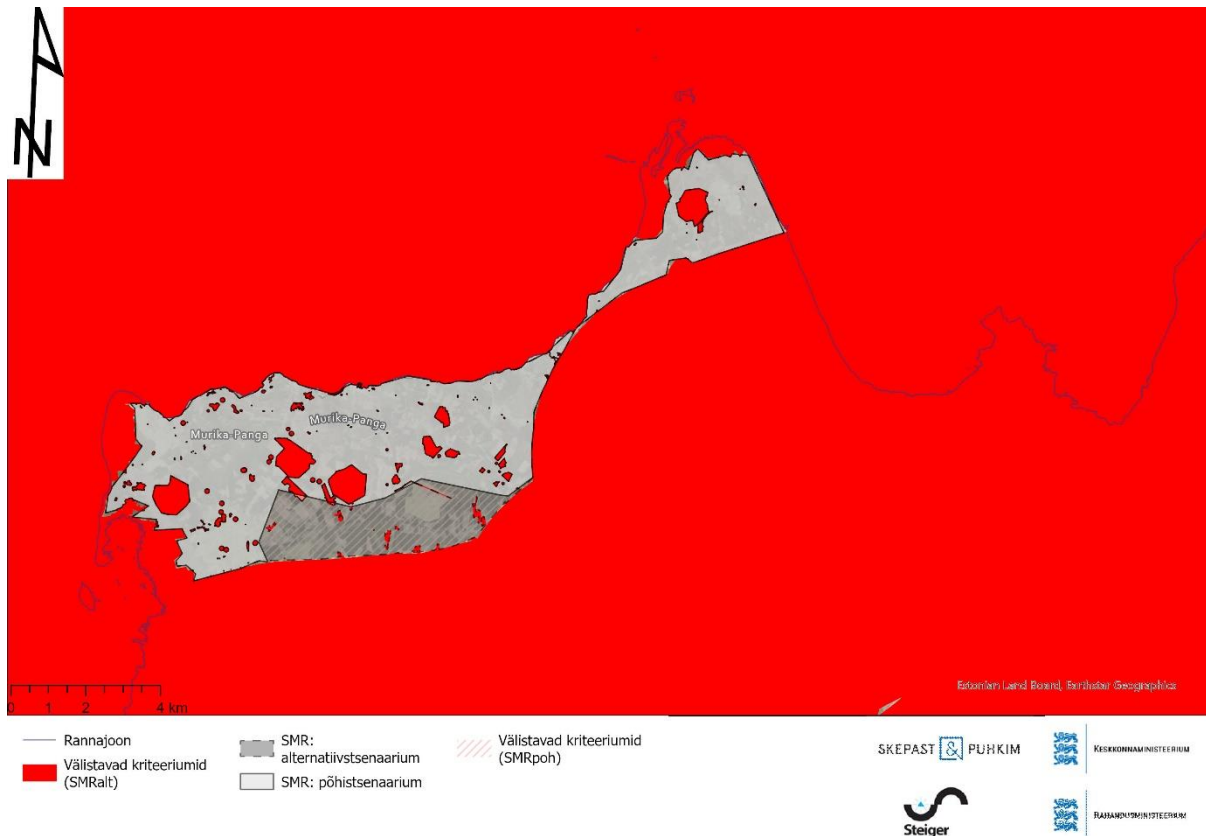 N
Murika-Panga
Murika-Panga
0 1 2 4 km
Estonian Land Board, Earthstar Geographics
Rannajoon
Välistavad kriteeriumid
(SMRalt)
SMR:
alternatiivstsenaarium
SMR: põhistsenaarium
Välistavad kriteeriumid
(SMRpoh)
SKEPAST & PUHKIM
KESKKONNAMINISTEERIUM
Steiger
RAHANDUSMINISTEERIUM